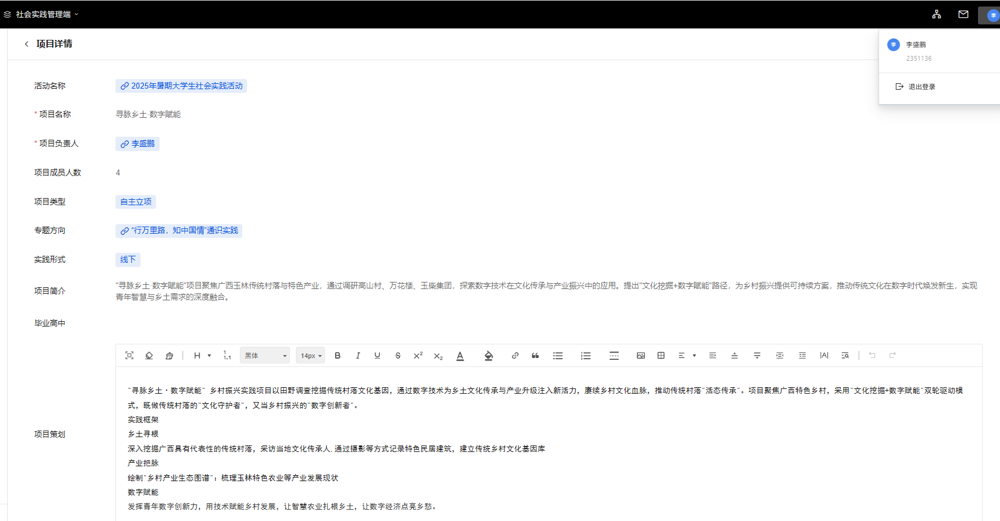 社会实践管理端
李
项目详情
李 李盛鹏
2351136
退出登录
活动名称 2025年暑期大学生社会实践活动
* 项目名称 寻脉乡土·数字赋能
* 项目负责人 李盛鹏
项目成员人数 4
项目类型 自主立项
专题方向 “行万里路，知中国情”通识实践
实践形式 线下
项目简介
"寻脉乡土·数字赋能"项目聚焦广西玉林传统村落与特色产业，通过调研高山村、万花楼、玉柴集团，探索数字技术在文化传承与产业振兴中的应用。提出"文化挖掘+数字赋能"路径，为乡村振兴提供可持续方案，推动传统文化在数字时代焕发新生，实现
青年智慧与乡土需求的深度融合。
毕业高中
H 1.1 黑体 14px B I U S X² X₂ A |A|
项目策划
"寻脉乡土·数字赋能" 乡村振兴实践项目以田野调查挖掘传统村落文化基因，通过数字技术为乡土文化传承与产业升级注入新活力，赓续乡村文化血脉，推动传统村落"活态传承"。项目聚焦广西特色乡村，采用"文化挖掘+数字赋能"双轮驱动模
式，既做传统村落的"文化守护者"，又当乡村振兴的"数字创新者"。
实践框架
乡土寻根
深入挖掘广西具有代表性的传统村落，采访当地文化传承人,通过摄影等方式记录特色民居建筑，建立传统乡村文化基因库
产业把脉
绘制"乡村产业生态图谱"：梳理玉林特色农业等产业发展现状
数字赋能
发挥青年数字创新力，用技术赋能乡村发展，让智慧农业扎根乡土，让数字经济点亮乡愁。